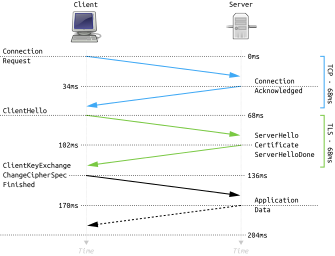 Client
Server
Connection
Request
0ms
34ms
Connection
Acknowledged
TCP - 68ms
ClientHello
68ms
102ms
ServerHello
Certificate
ServerHelloDone
TLS - 68ms
ClientKeyExchange
ChangeCipherSpec
Finished
136ms
170ms
Application
Data
204ms
Time
Time